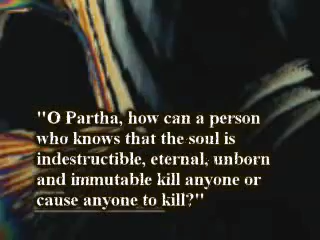 "O Partha, how can a person
who knows that the soul is
indestructible, eternal, unborn
and immutable kill anyone or
cause anyone to kill?"